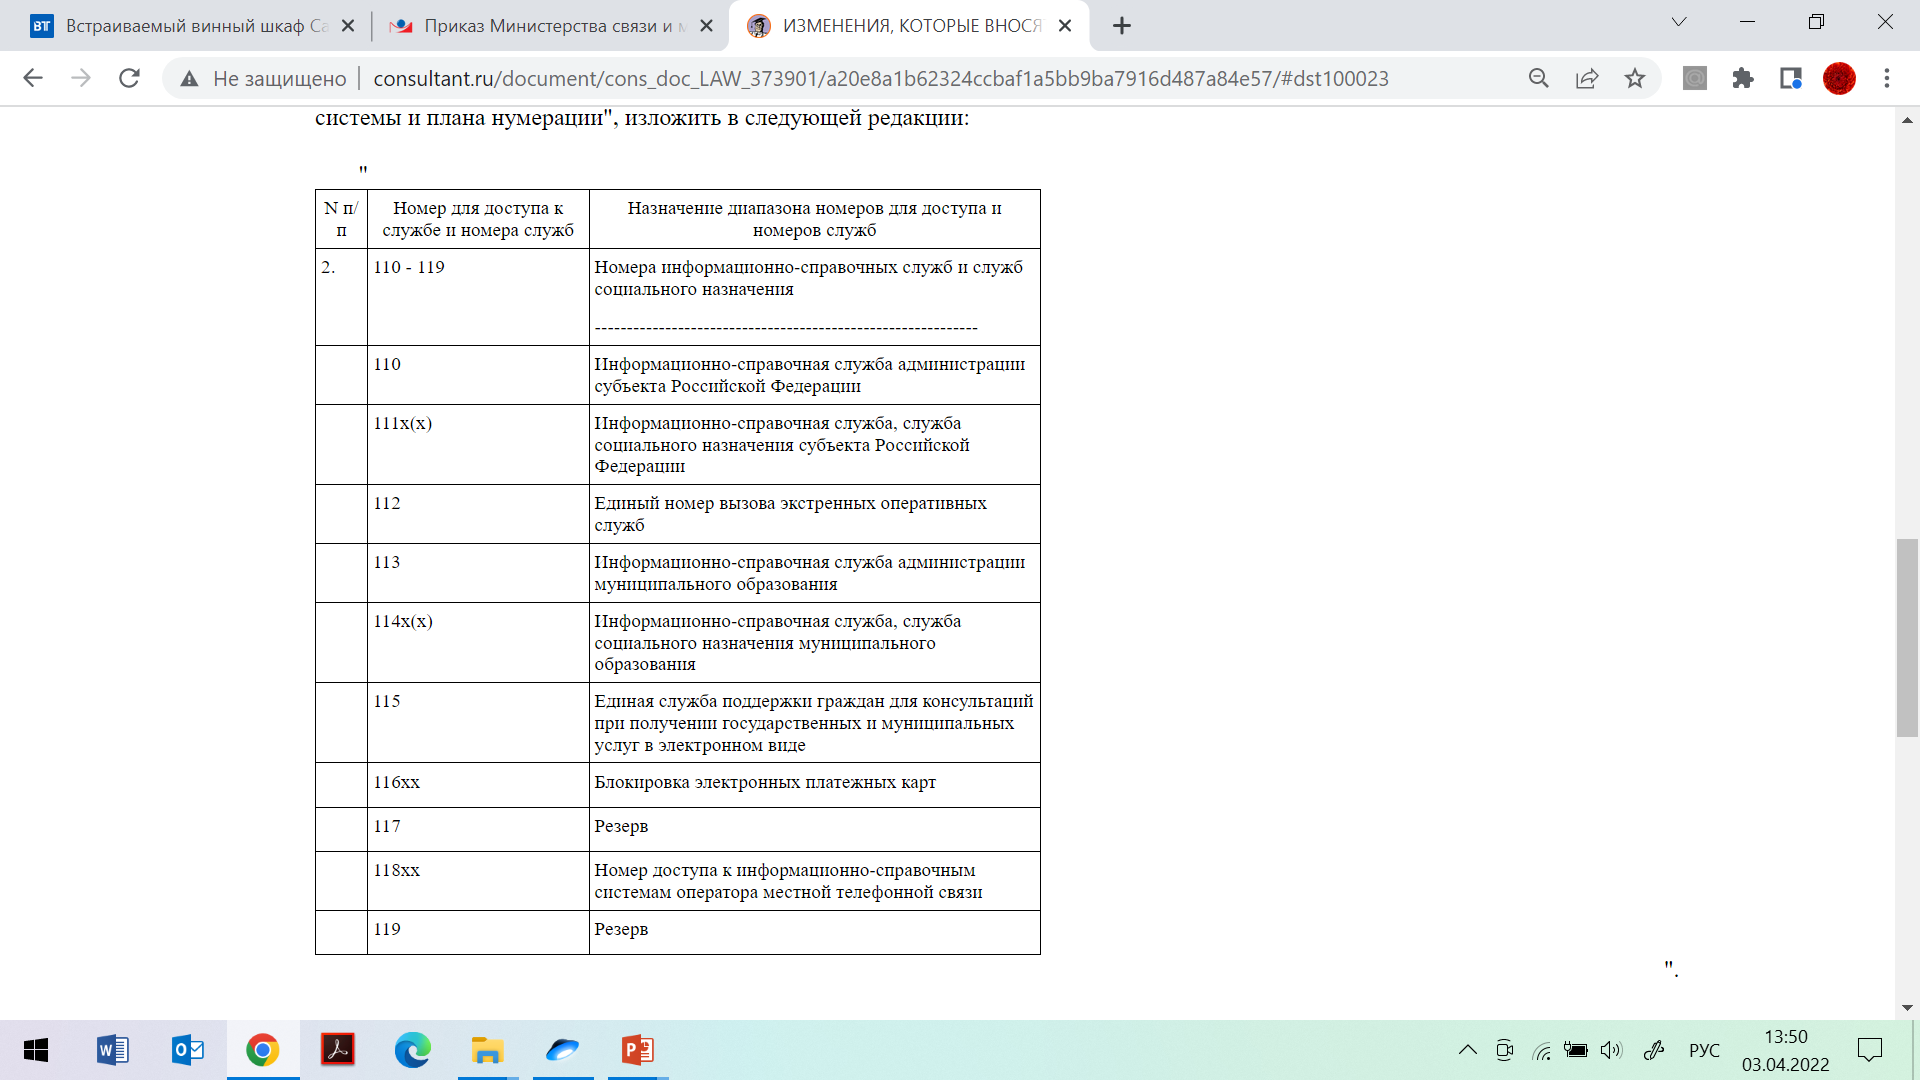 Встраиваемый винный шкаф Ca
Приказ Министерства связи и м
ИЗМЕНЕНИЯ, КОТОРЫЕ ВНОСЯ
Не защищено
consultant.ru/document/cons_doc_LAW_373901/a20e8a1b62324ccbaf1a5bb9ba7916d487a84e57/#dst100023
системы и плана нумерации", изложить в следующей редакции:
"
N п/
п
Номер для доступа к
службе и номера служб
Назначение диапазона номеров для доступа и
номеров служб
2.
110 - 119
Номера информационно-справочных служб и служб
социального назначения
------------------------------------------------------------
110
Информационно-справочная служба администрации
субъекта Российской Федерации
111х(х)
Информационно-справочная служба, служба
социального назначения субъекта Российской
Федерации
112
Единый номер вызова экстренных оперативных
служб
113
Информационно-справочная служба администрации
муниципального образования
114х(х)
Информационно-справочная служба, служба
социального назначения муниципального
образования
115
Единая служба поддержки граждан для консультаций
при получении государственных и муниципальных
услуг в электронном виде
116хх
Блокировка электронных платежных карт
117
Резерв
118хх
Номер доступа к информационно-справочным
системам оператора местной телефонной связи
119
Резерв
".
РУС
13:50
03.04.2022